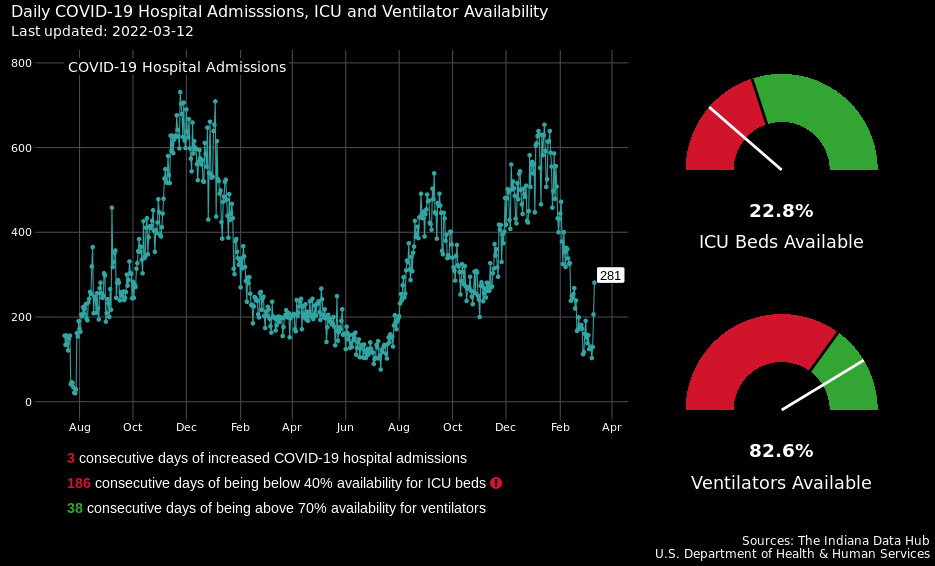 Daily COVID-19 Hospital Admisssions, ICU and Ventilator Availability
Last updated: 2022-03-12
COVID-19 Hospital Admissions
800
600
400
200
0
281
Aug Oct Dec Feb Apr Jun Aug Oct Dec Feb Apr
22.8%
ICU Beds Available
82.6%
Ventilators Available
3 consecutive days of increased COVID-19 hospital admissions
186 consecutive days of being below 40% availability for ICU beds
38 consecutive days of being above 70% availability for ventilators
Sources: The Indiana Data Hub
U.S. Department of Health & Human Services